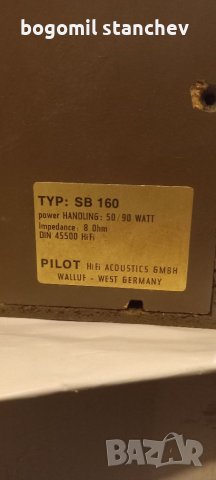 bogomil stanchev
TYP: SB 160
power HANDLING: 50/90 WATT
Impedance: 8 Ohm
DIN 45500 HiFi
PILOT HiFi ACOUSTICS GMBH
WALLUF - WEST GERMANY
BAZAR